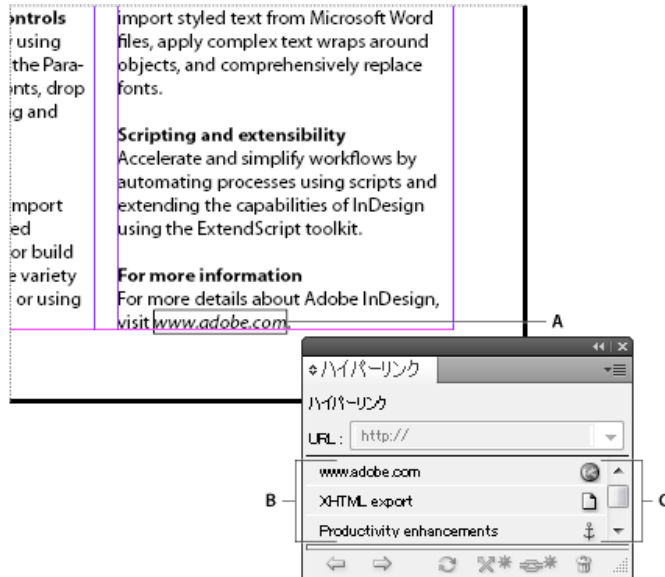 ontrols
using
the Para-
nts, drop
g and
mport
ed
or build
variety
or using
import styled text from Microsoft Word
files, apply complex text wraps around
objects, and comprehensively replace
fonts.
Scripting and extensibility
Accelerate and simplify workflows by
automating processes using scripts and
extending the capabilities of InDesign
using the ExtendScript toolkit.
For more information
For more details about Adobe InDesign,
visit www.adobe.com.
A
ハイパーリンク
ハイパーリンク
URL : http://
B
www.adobe.com
XHTML export
Productivity enhancements
C